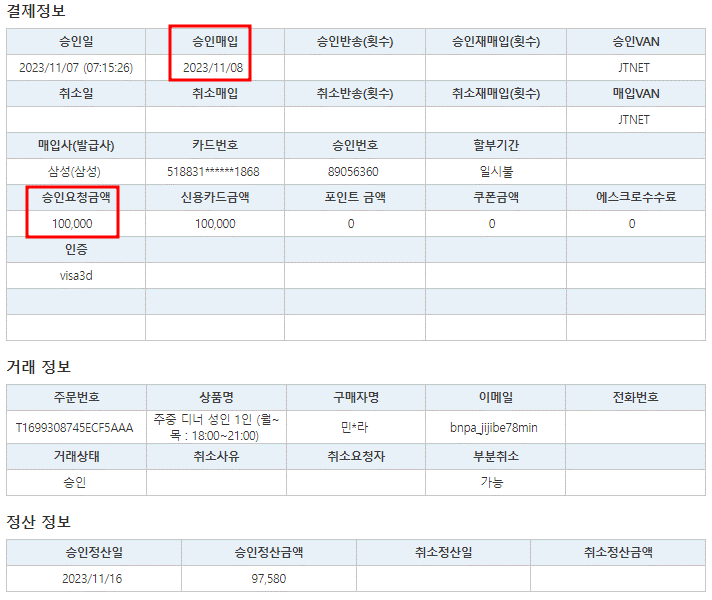 결제정보
승인일 승인매입 승인반송(횟수) 승인재매입(횟수) 승인VAN
2023/11/07 (07:15:26) 2023/11/08 JTNET
취소일 취소매입 취소반송(횟수) 취소재매입(횟수) 매입VAN
JTNET
매입사(발급사) 카드번호 승인번호 할부기간
삼성(삼성) 518831******1868 89056360 일시불
승인요청금액 신용카드금액 포인트 금액 쿠폰금액 에스크로수수료
100,000 100,000 0 0 0
인증
visa3d
거래 정보
주문번호 상품명 구매자명 이메일 전화번호
T1699308745ECF5AAA 주중 디너 성인 1인 (월~ 민*라 bnpa_jijibe78min
목 : 18:00~21:00)
거래상태 취소사유 취소요청자 부분취소
승인 가능
정산 정보
승인정산일 승인정산금액 취소정산일 취소정산금액
2023/11/16 97,580